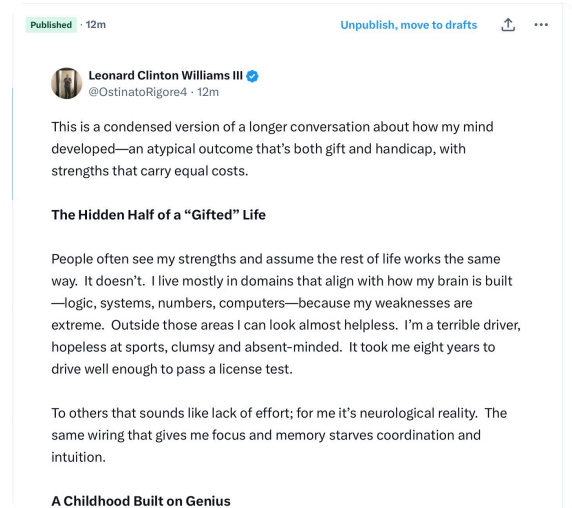 Published · 12m Unpublish, move to drafts
Leonard Clinton Williams III
@OstinatoRigore4 · 12m
This is a condensed version of a longer conversation about how my mind
developed—an atypical outcome that's both gift and handicap, with
strengths that carry equal costs.
The Hidden Half of a “Gifted” Life
People often see my strengths and assume the rest of life works the same
way.  It doesn't.  I live mostly in domains that align with how my brain is built
—logic, systems, numbers, computers—because my weaknesses are
extreme.  Outside those areas I can look almost helpless.  I'm a terrible driver,
hopeless at sports, clumsy and absent-minded.  It took me eight years to
drive well enough to pass a license test.
To others that sounds like lack of effort; for me it's neurological reality.  The
same wiring that gives me focus and memory starves coordination and
intuition.
A Childhood Built on Genius